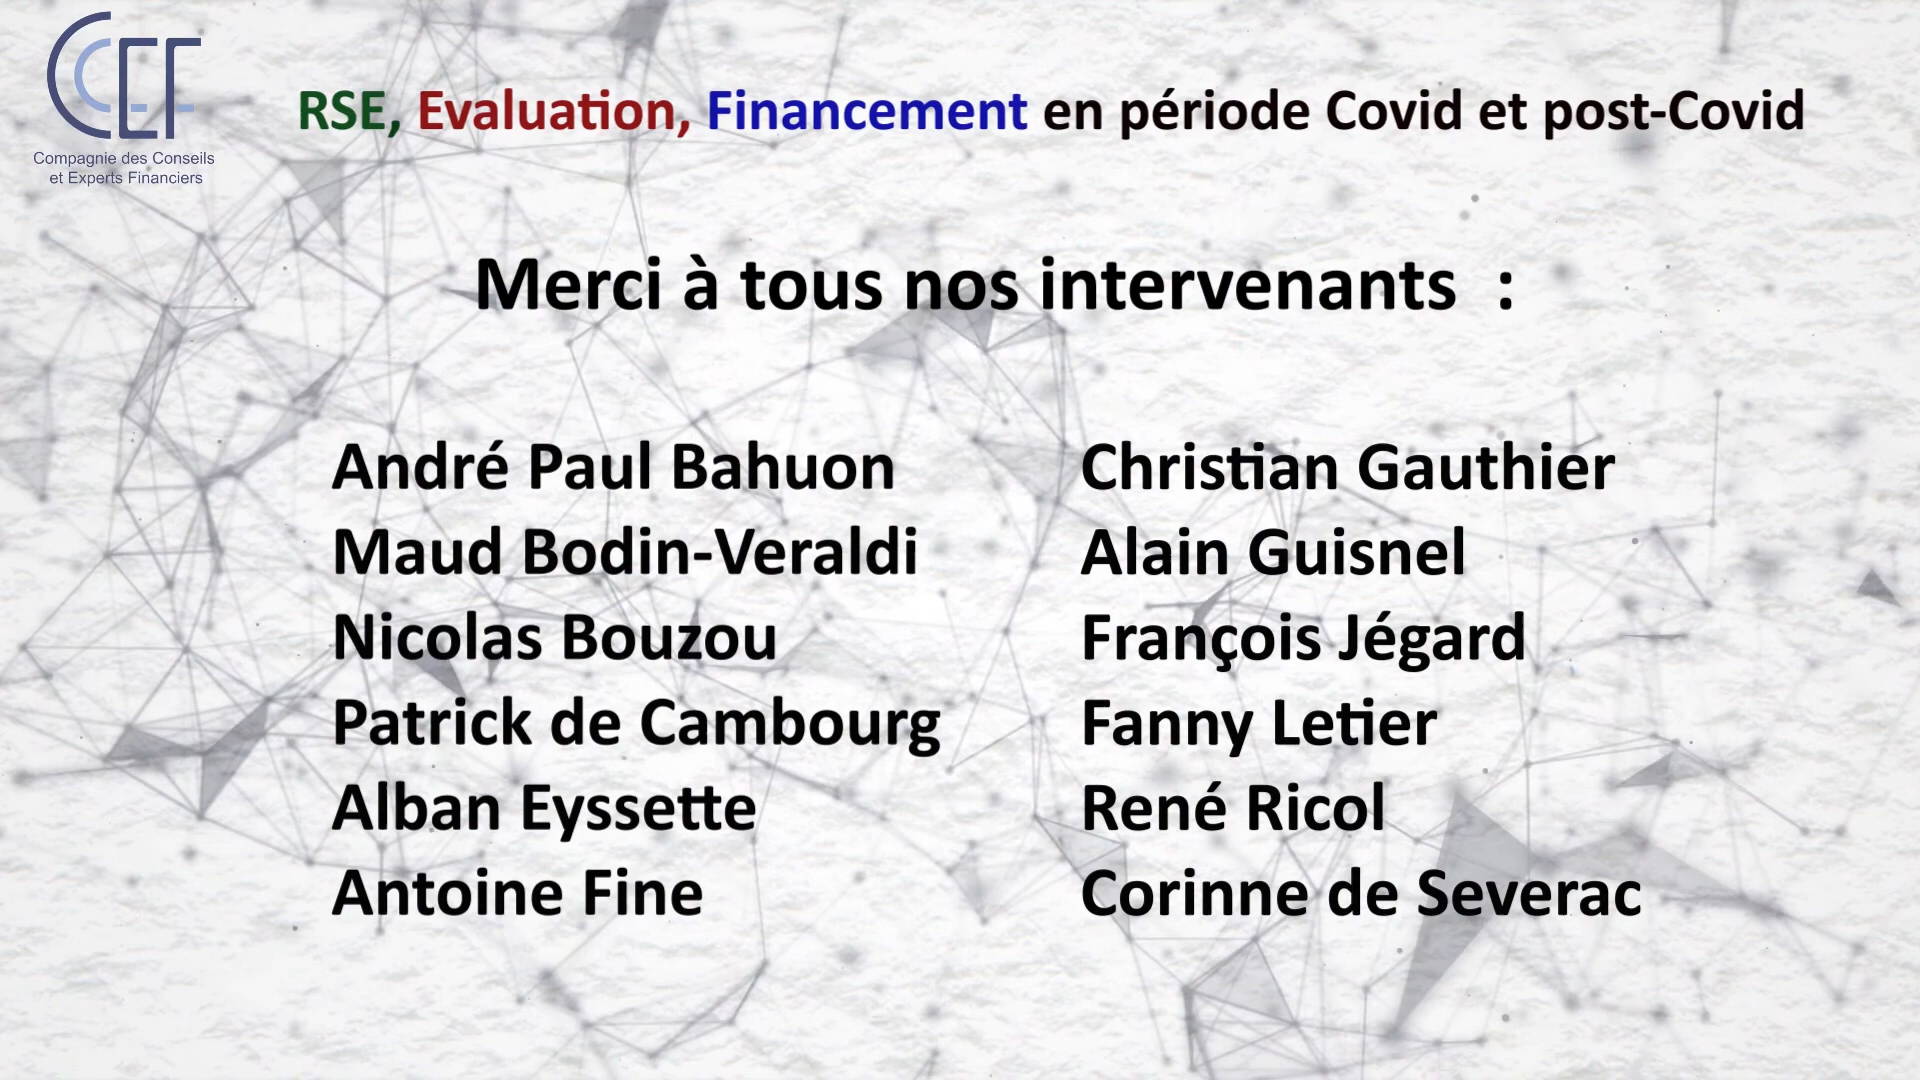 CCEF
Compagnie des Conseils
et Experts Financiers
RSE, Evaluation, Financement en période Covid et post-Covid
Merci à tous nos intervenants  :
André Paul Bahuon
Maud Bodin-Veraldi
Nicolas Bouzou
Patrick de Cambourg
Alban Eyssette
Antoine Fine
Christian Gauthier
Alain Guisnel
François Jégard
Fanny Letier
René Ricol
Corinne de Severac